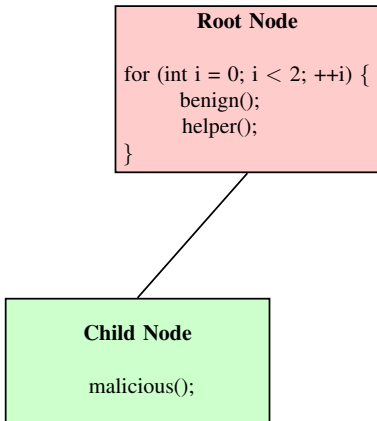 Root Node
for (int i = 0; i < 2; ++i) {
benign();
helper();
}
Child Node
malicious();